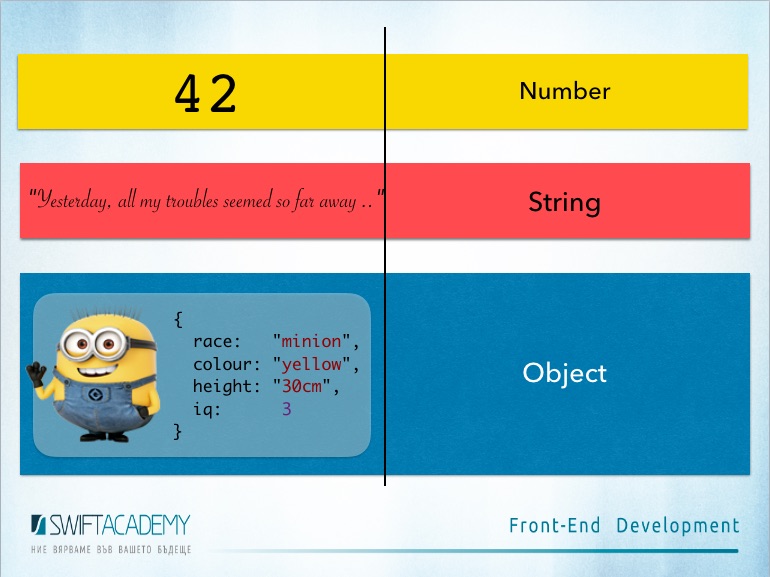 42
Number
"Yesterday, all my troubles seemed so far away .."
String
{
race: "minion",
colour: "yellow",
height: "30cm",
iq: 3
}
Object
SWIFTACADEMY
НИЕ ВЯРВАМЕ ВЪВ ВАШЕТО БЪДЕЩЕ
Front-End Development